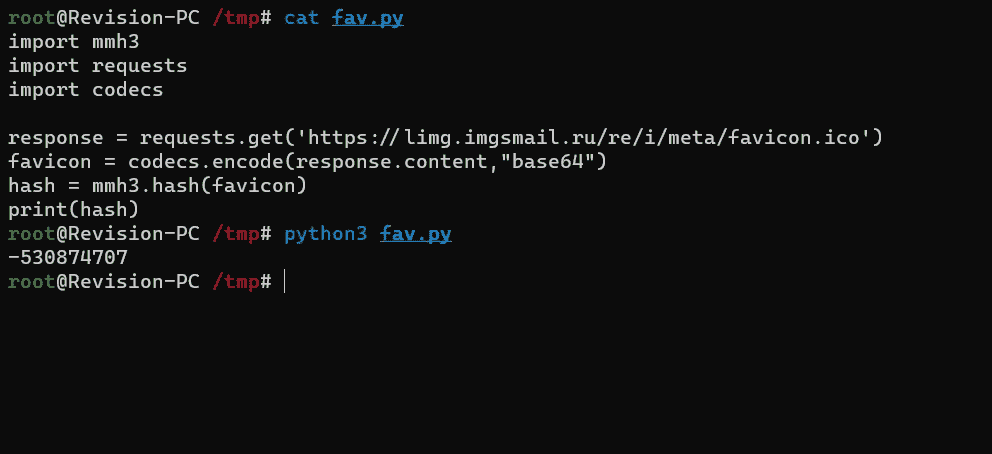 root@Revision-PC /tmp# cat fav.py
import mmh3
import requests
import codecs
response = requests.get('https://limg.imgsmail.ru/re/i/meta/favicon.ico')
favicon = codecs.encode(response.content,"base64")
hash = mmh3.hash(favicon)
print(hash)
root@Revision-PC /tmp# python3 fav.py
-530874707
root@Revision-PC /tmp#